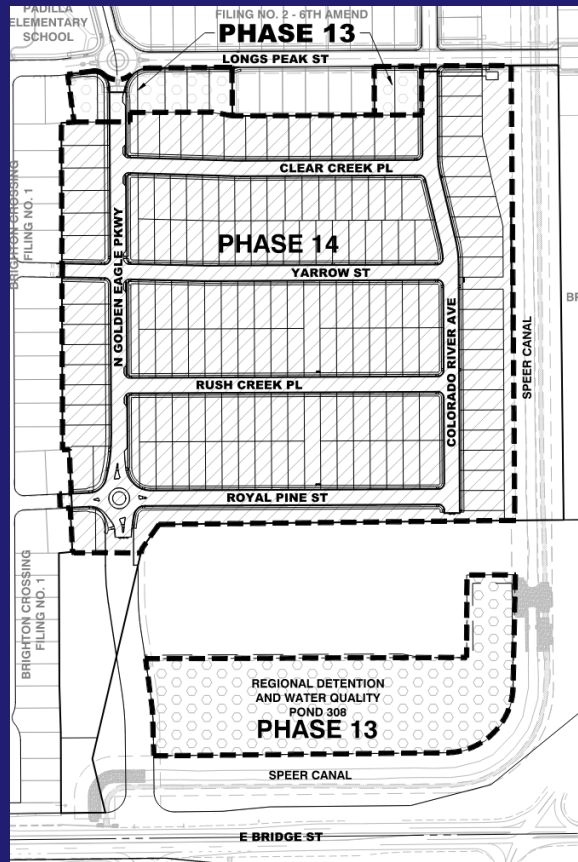 PADILLA
ELEMENTARY
SCHOOL
FILING NO. 2 - 6TH AMEND
PHASE 13
LONGS PEAK ST
CLEAR CREEK PL
BRIGHTON CROSSING
FILING NO. 1
N GOLDEN EAGLE PKWY
PHASE 14
YARROW ST
COLORADO RIVER AVE
SPEER CANAL
BR
RUSH CREEK PL
ROYAL PINE ST
BRIGHTON CROSSING
FILING NO. 1
REGIONAL DETENTION
AND WATER QUALITY
POND 308
PHASE 13
SPEER CANAL
E BRIDGE ST